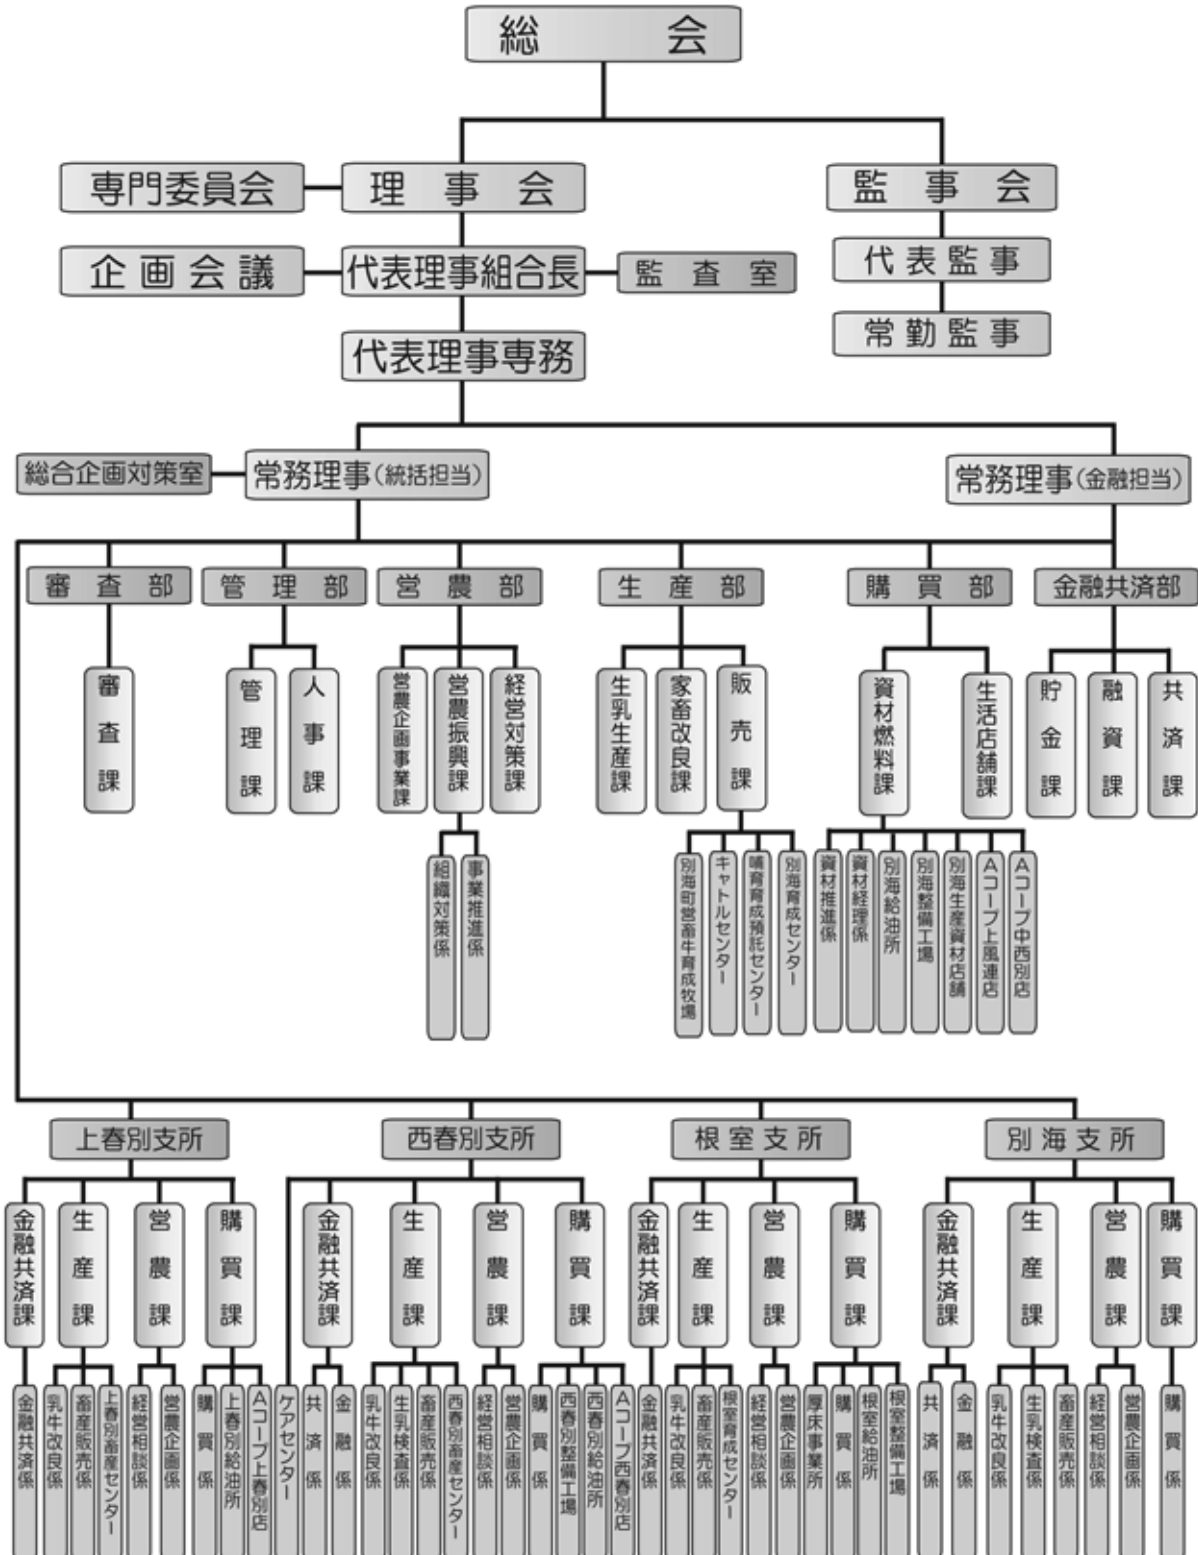 総会
専門委員会
理事会
監事会
企画会議
代表理事組合長
監査室
代表監事
代表理事専務
常勤監事
総合企画対策室
常務理事(統括担当)
常務理事(金融担当)
審査部
管理部
営農部
生産部
購買部
金融共済部
審査課
管理課
人事課
営農企画事業課
営農振興課
経営対策課
生乳生産課
家畜改良課
販売課
資材燃料課
生活店舗課
貯金課
融資課
共済課
組織対策係
事業推進係
別海町営畜牛育成牧場
キャトルセンター
哺育育成預託センター
別海育成センター
資材推進係
資材経理係
別海給油所
別海整備工場
別海生産資材店舗
Aコープ上風連店
Aコープ中西別店
上春別支所
西春別支所
根室支所
別海支所
金融共済課
生産課
営農課
購買課
金融共済課
生産課
営農課
購買課
金融共済課
生産課
営農課
購買課
金融共済課
生産課
営農課
購買課
金融共済係
乳牛改良係
畜産販売係
上春別畜産センター
経営相談係
営農企画係
購買係
上春別給油所
Aコープ上春別店
ケアセンター
共済係
金融係
乳牛改良係
生乳検査係
畜産販売係
西春別畜産センター
経営相談係
営農企画係
購買係
西春別整備工場
西春別給油所
Aコープ西春別店
金融共済係
乳牛改良係
畜産販売係
根室育成センター
経営相談係
営農企画係
厚床事業所
購買係
根室給油所
根室整備工場
共済係
金融係
乳牛改良係
生乳検査係
畜産販売係
経営相談係
営農企画係
購買係